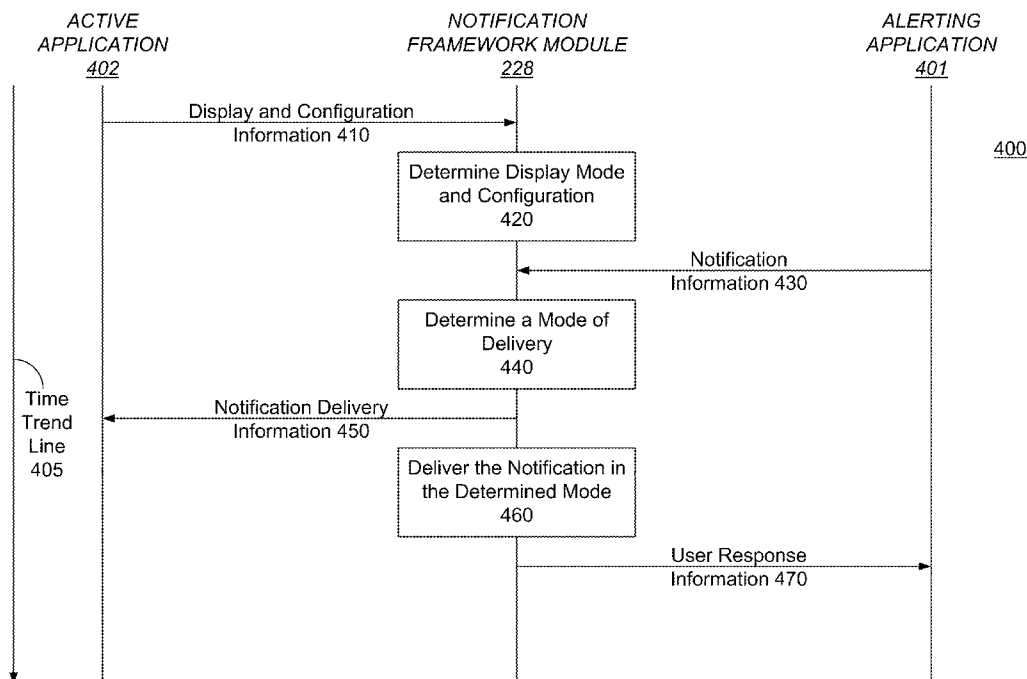 ACTIVE
APPLICATION
402
NOTIFICATION
FRAMEWORK MODULE
228
ALERTING
APPLICATION
401
Display and Configuration
Information 410
400
Determine Display Mode
and Configuration
420
Notification
Information 430
Determine a Mode of
Delivery
440
Time
Trend
Line
405
Notification Delivery
Information 450
Deliver the Notification in
the Determined Mode
460
User Response
Information 470